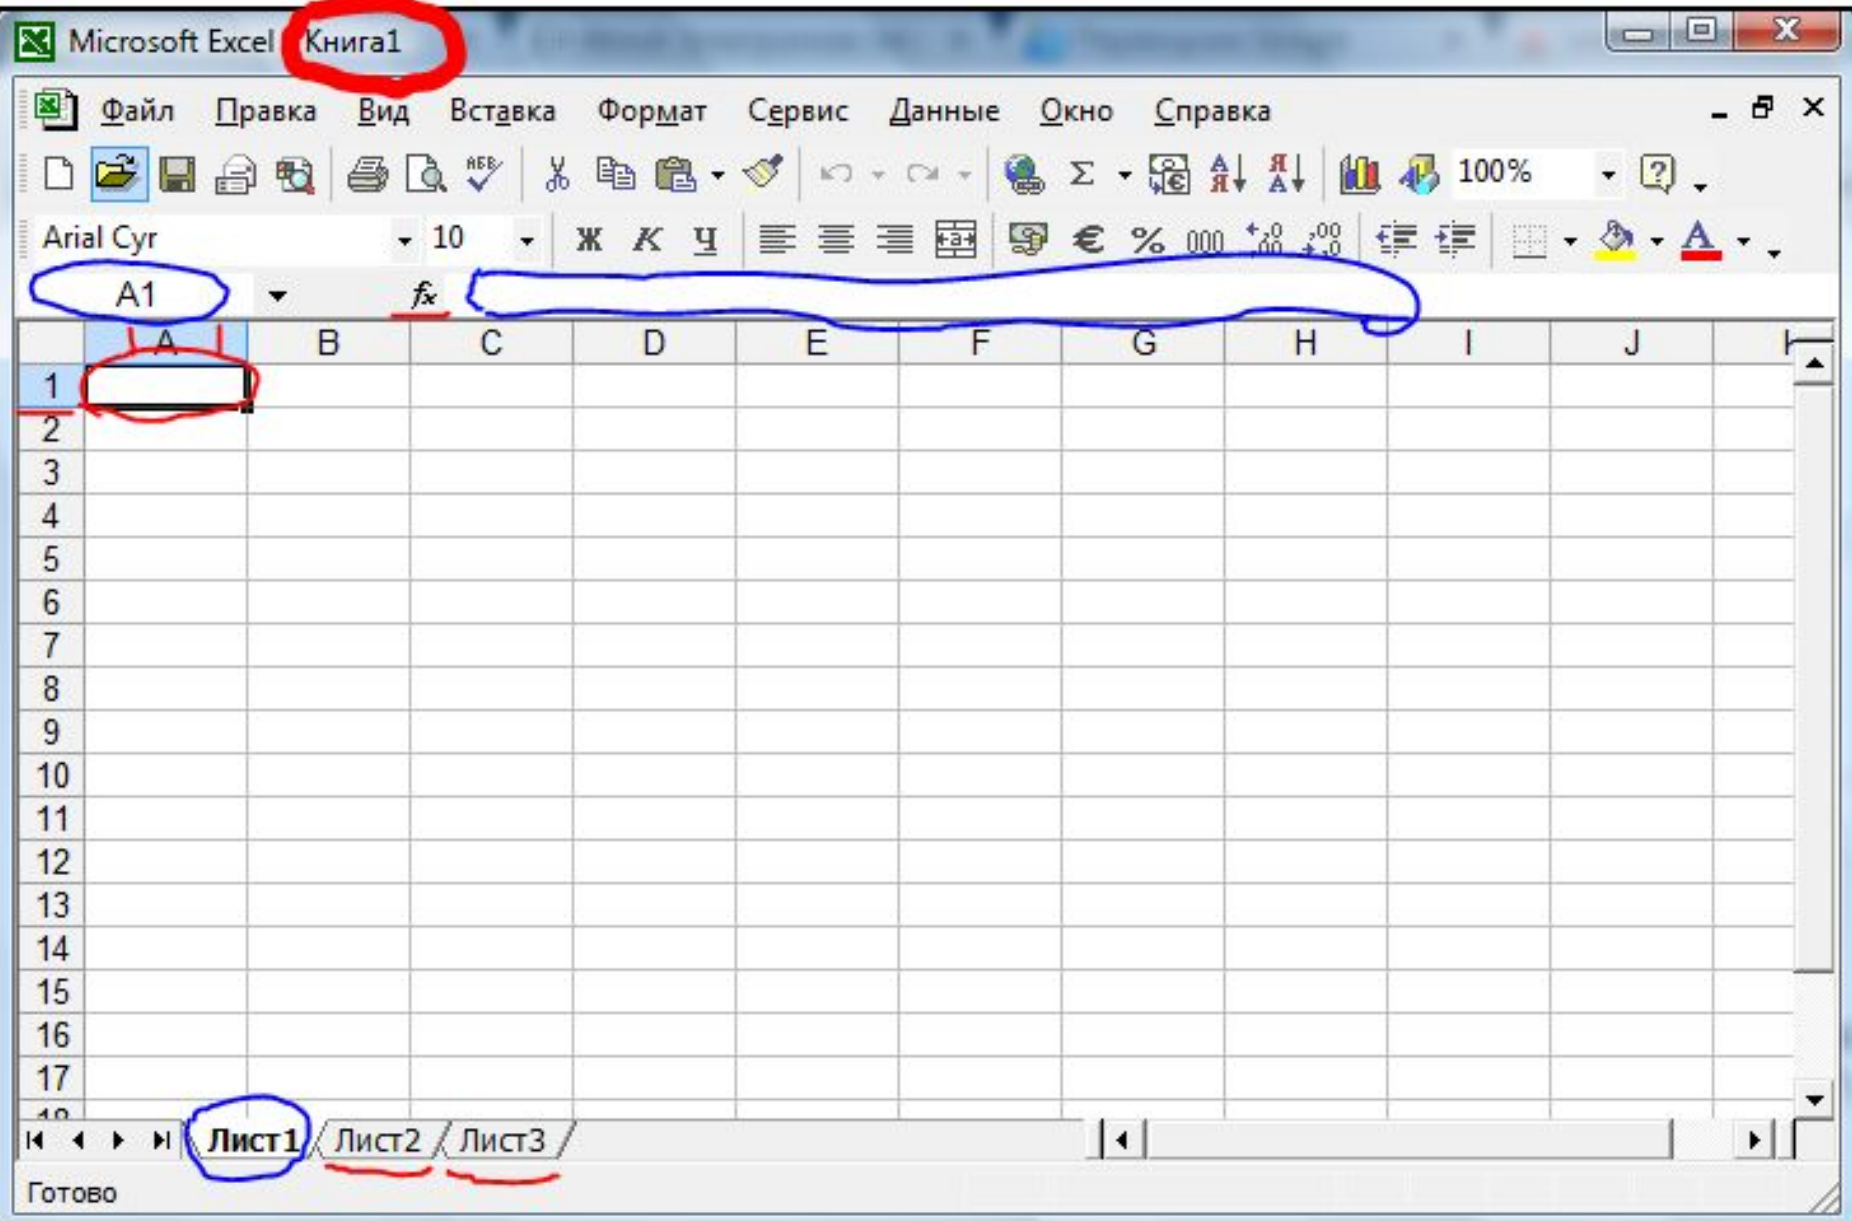 Microsoft Excel - Книга1
Файл Правка Вид Вставка Формат Сервис Данные Окно Справка
100%
Arial Cyr 10 Ж К Ч € % 000
A1 fx
A B C D E F G H I J
1
2
3
4
5
6
7
8
9
10
11
12
13
14
15
16
17
Лист1 Лист2 Лист3
Готово